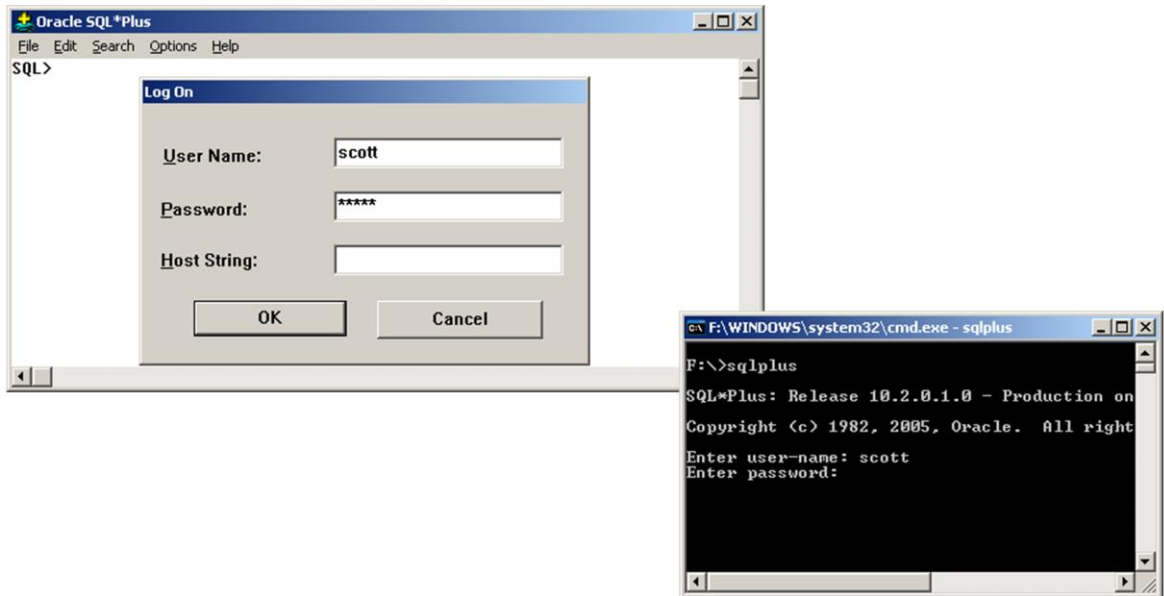 Oracle SQL*Plus
File Edit Search Options Help
SQL>
Log On
User Name: scott
Password: *****
Host String:
OK Cancel
F:\WINDOWS\system32\cmd.exe - sqlplus
F:\>sqlplus
SQL*Plus: Release 10.2.0.1.0 - Production on
Copyright (c) 1982, 2005, Oracle. All right
Enter user-name: scott
Enter password: